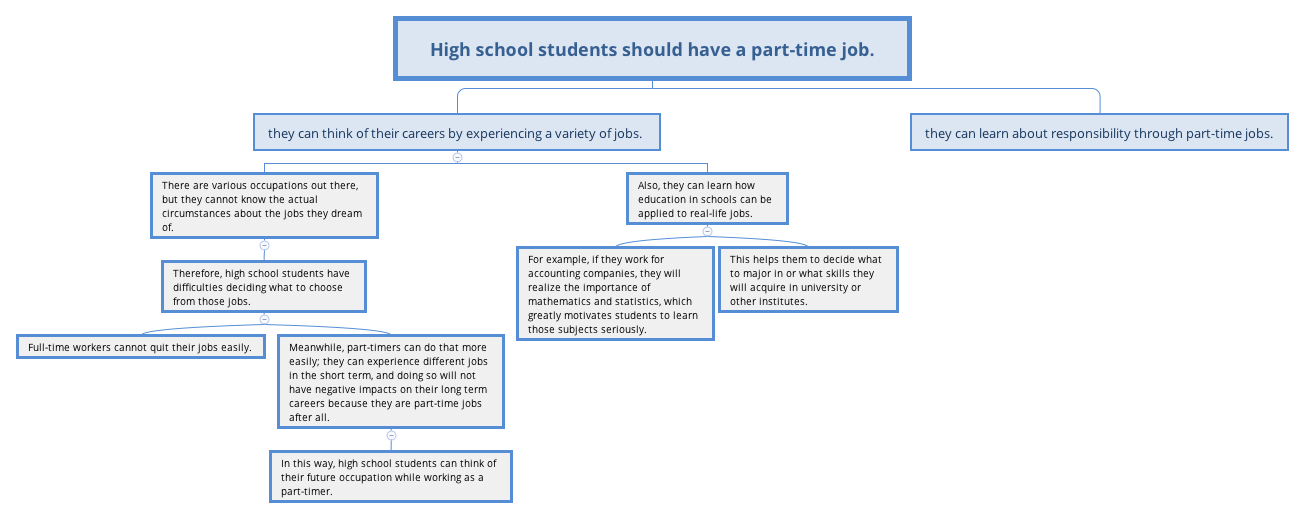 High school students should have a part-time job.
they can think of their careers by experiencing a variety of jobs.
they can learn about responsibility through part-time jobs.
There are various occupations out there,
but they cannot know the actual
circumstances about the jobs they dream
of.
Also, they can learn how
education in schools can be
applied to real-life jobs.
Therefore, high school students have
difficulties deciding what to choose
from those jobs.
For example, if they work for
accounting companies, they will
realize the importance of
mathematics and statistics, which
greatly motivates students to learn
those subjects seriously.
This helps them to decide what
to major in or what skills they
will acquire in university or
other institutes.
Full-time workers cannot quit their jobs easily.
Meanwhile, part-timers can do that more
easily; they can experience different jobs
in the short term, and doing so will not
have negative impacts on their long term
careers because they are part-time jobs
after all.
In this way, high school students can think of
their future occupation while working as a
part-timer.